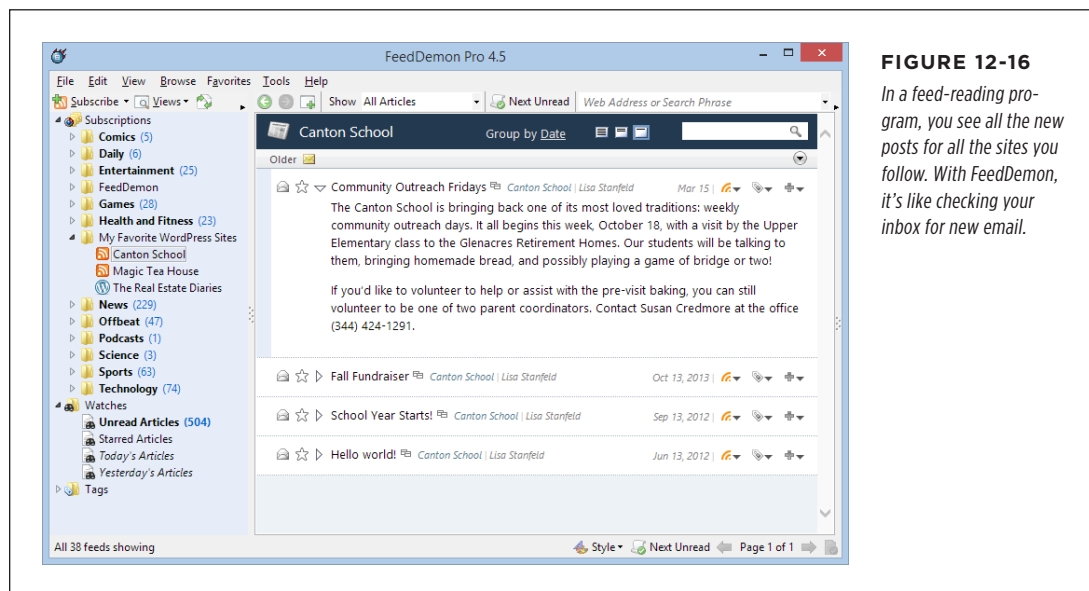 FeedDemon Pro 4.5
File Edit View Browse Favorites Tools Help
Subscribe Views Show All Articles Next Unread Web Address or Search Phrase
Subscriptions
Comics (5)
Daily (6)
Entertainment (25)
FeedDemon
Games (28)
Health and Fitness (23)
My Favorite WordPress Sites
Canton School
Magic Tea House
The Real Estate Diaries
News (229)
Offbeat (47)
Podcasts (1)
Science (3)
Sports (63)
Technology (74)
Watches
Unread Articles (504)
Starred Articles
Today's Articles
Yesterday's Articles
Tags
Canton School Group by Date
Older
Community Outreach Fridays Canton School | Lisa Stanfeld Mar 15 |
The Canton School is bringing back one of its most loved traditions: weekly
community outreach days. It all begins this week, October 18, with a visit by the Upper
Elementary class to the Glenacres Retirement Homes. Our students will be talking to
them, bringing homemade bread, and possibly playing a game of bridge or two!
If you'd like to volunteer to help or assist with the pre-visit baking, you can still
volunteer to be one of two parent coordinators. Contact Susan Credmore at the office
(344) 424-1291.
Fall Fundraiser Canton School | Lisa Stanfeld Oct 13, 2013 |
School Year Starts! Canton School | Lisa Stanfeld Sep 13, 2012 |
Hello world! Canton School | Lisa Stanfeld Jun 13, 2012 |
All 38 feeds showing Style Next Unread Page 1 of 1
FIGURE 12-16
In a feed-reading pro-
gram, you see all the new
posts for all the sites you
follow. With FeedDemon,
it's like checking your
inbox for new email.